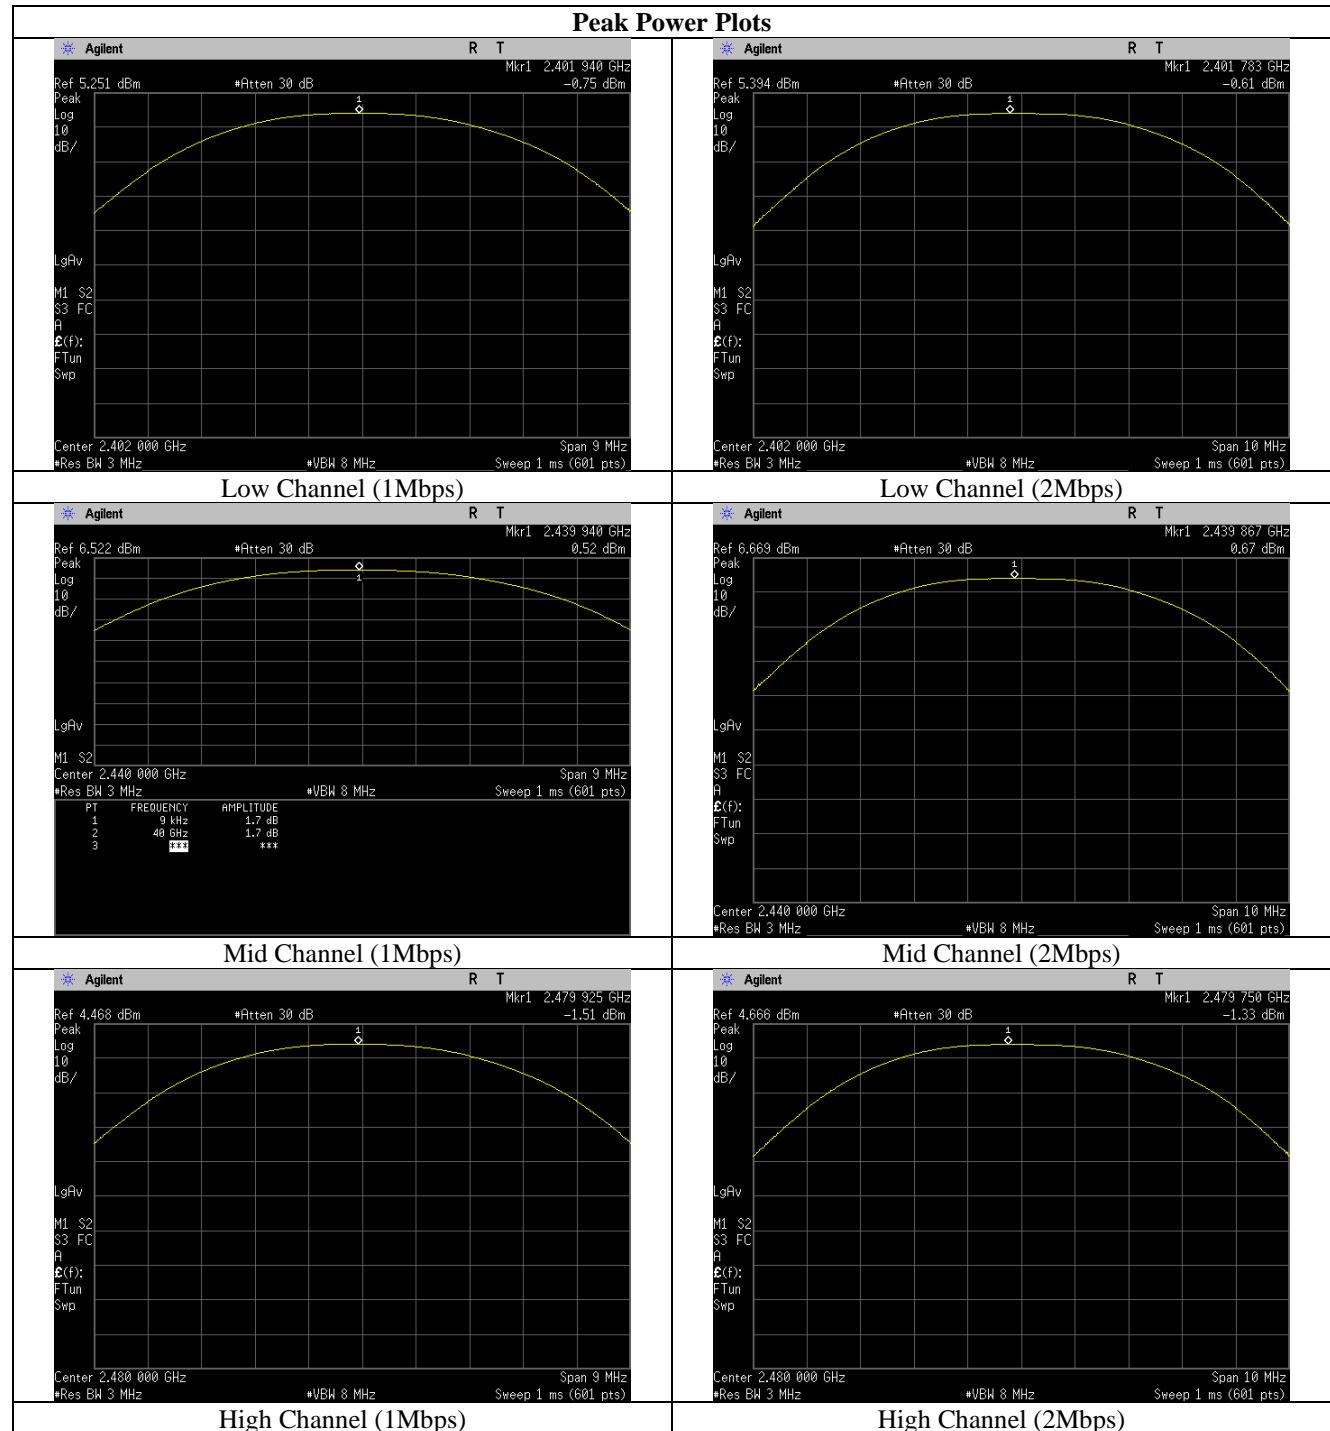 Peak Power Plots
Agilent R T
Mkr1 2.401 940 GHz
Ref 5.251 dBm #Atten 30 dB -0.75 dBm
Peak
Log
10
dB/
1
LgAv
M1 S2
S3 FC
A
£(f):
FTun
Swp
Center 2.402 000 GHz Span 9 MHz
#Res BW 3 MHz #VBW 8 MHz Sweep 1 ms (601 pts)
Low Channel (1Mbps)
Agilent R T
Mkr1 2.401 783 GHz
Ref 5.394 dBm #Atten 30 dB -0.61 dBm
Peak
Log
10
dB/
1
LgAv
M1 S2
S3 FC
A
£(f):
FTun
Swp
Center 2.402 000 GHz Span 10 MHz
#Res BW 3 MHz #VBW 8 MHz Sweep 1 ms (601 pts)
Low Channel (2Mbps)
Agilent R T
Mkr1 2.439 940 GHz
Ref 6.522 dBm #Atten 30 dB 0.52 dBm
Peak
Log
10
dB/
1
LgAv
M1 S2
Center 2.440 000 GHz Span 9 MHz
#Res BW 3 MHz #VBW 8 MHz Sweep 1 ms (601 pts)
PT FREQUENCY AMPLITUDE
1 9 kHz 1.7 dB
2 40 GHz 1.7 dB
3 *** ***
Mid Channel (1Mbps)
Agilent R T
Mkr1 2.439 867 GHz
Ref 6.669 dBm #Atten 30 dB 0.67 dBm
Peak
Log
10
dB/
1
LgAv
M1 S2
S3 FC
A
£(f):
FTun
Swp
Center 2.440 000 GHz Span 10 MHz
#Res BW 3 MHz #VBW 8 MHz Sweep 1 ms (601 pts)
Mid Channel (2Mbps)
Agilent R T
Mkr1 2.479 925 GHz
Ref 4.468 dBm #Atten 30 dB -1.51 dBm
Peak
Log
10
dB/
1
LgAv
M1 S2
S3 FC
A
£(f):
FTun
Swp
Center 2.480 000 GHz Span 9 MHz
#Res BW 3 MHz #VBW 8 MHz Sweep 1 ms (601 pts)
High Channel (1Mbps)
Agilent R T
Mkr1 2.479 750 GHz
Ref 4.666 dBm #Atten 30 dB -1.33 dBm
Peak
Log
10
dB/
1
LgAv
M1 S2
S3 FC
A
£(f):
FTun
Swp
Center 2.480 000 GHz Span 10 MHz
#Res BW 3 MHz #VBW 8 MHz Sweep 1 ms (601 pts)
High Channel (2Mbps)